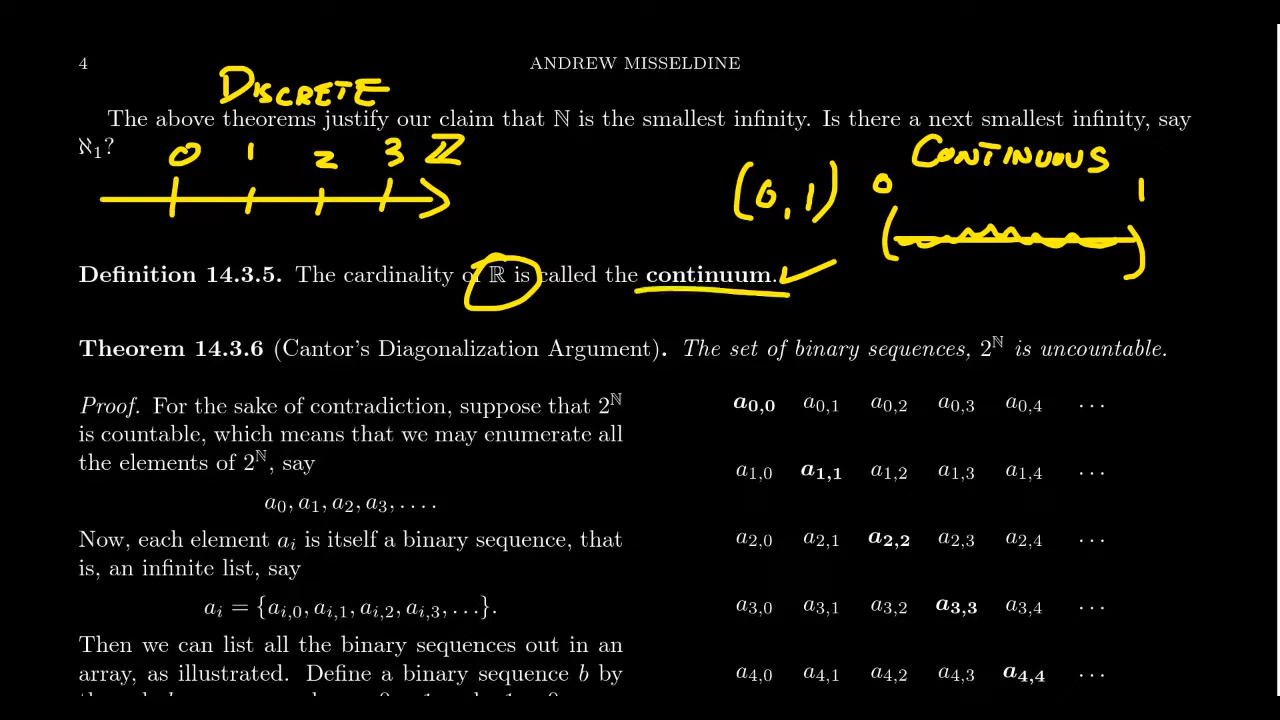 4 ANDREW MISSELDINE
DISCRETE
The above theorems justify our claim that ℕ is the smallest infinity. Is there a next smallest infinity, say
ℵ₁?
0 1 2 3 ℤ
CONTINUOUS
(0,1) 0 1
Definition 14.3.5. The cardinality of ℝ is called the continuum.
Theorem 14.3.6 (Cantor's Diagonalization Argument). The set of binary sequences, 2^ℕ is uncountable.
Proof. For the sake of contradiction, suppose that 2^ℕ
is countable, which means that we may enumerate all
the elements of 2^ℕ, say
a₀, a₁, a₂, a₃, . . . .
Now, each element aᵢ is itself a binary sequence, that
is, an infinite list, say
aᵢ = {aᵢ,₀, aᵢ,₁, aᵢ,₂, aᵢ,₃, . . .}.
Then we can list all the binary sequences out in an
array, as illustrated. Define a binary sequence b by
a₀,₀ a₀,₁ a₀,₂ a₀,₃ a₀,₄ · · ·
a₁,₀ a₁,₁ a₁,₂ a₁,₃ a₁,₄ · · ·
a₂,₀ a₂,₁ a₂,₂ a₂,₃ a₂,₄ · · ·
a₃,₀ a₃,₁ a₃,₂ a₃,₃ a₃,₄ · · ·
a₄,₀ a₄,₁ a₄,₂ a₄,₃ a₄,₄ · · ·